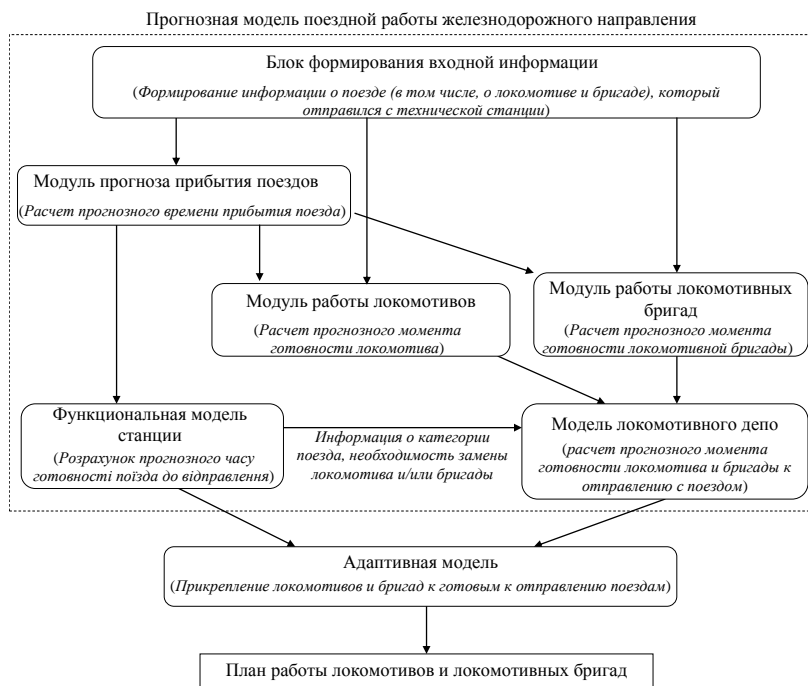 Прогнозная модель поездной работы железнодорожного направления
Блок формирования входной информации
(Формирование информации о поезде (в том числе, о локомотиве и бригаде), который
отправился с технической станции)
Модуль прогноза прибытия поездов
(Расчет прогнозного времени прибытия поезда)
Модуль работы локомотивов
(Расчет прогнозного момента
готовности локомотива)
Модуль работы локомотивных
бригад
(Расчет прогнозного момента
готовности локомотивной бригады)
Функциональная модель
станции
(Розрахунок прогнозного часу
готовності поїзда до відправлення)
Информация о категории
поезда, необходимость замены
локомотива и/или бригады
Модель локомотивного депо
(расчет прогнозного момента
готовности локомотива и бригады к
отправлению с поездом)
Адаптивная модель
(Прикрепление локомотивов и бригад к готовым к отправлению поездам)
План работы локомотивов и локомотивных бригад